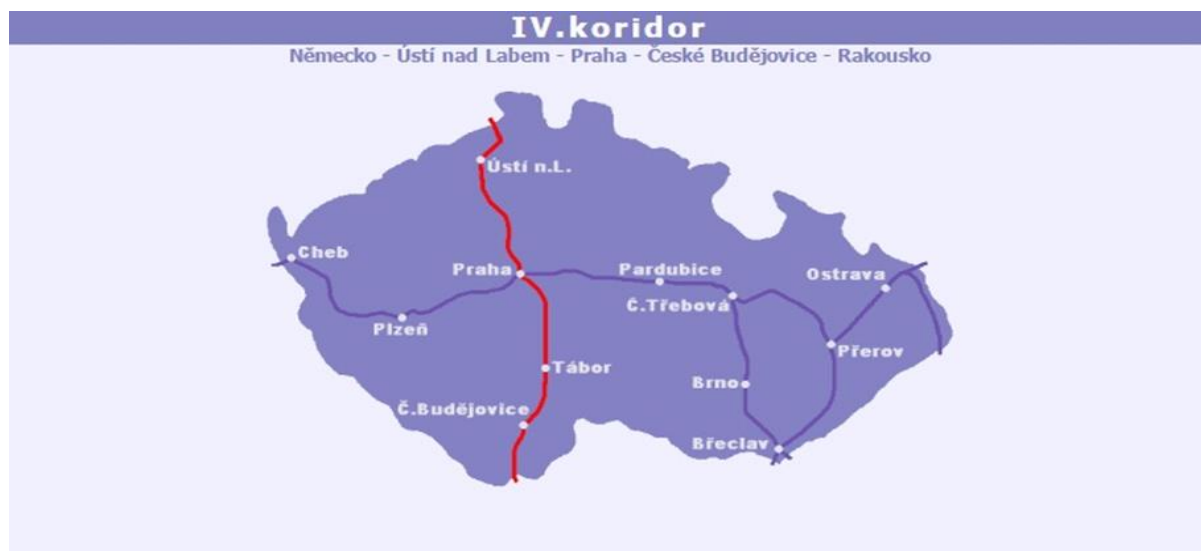 IV.koridor
Německo - Ústí nad Labem - Praha - České Budějovice - Rakousko
Ústí n.L.
Cheb
Praha
Pardubice
Ostrava
Č.Třebová
Plzeň
Přerov
Tábor
Brno
Č.Budějovice
Břeclav